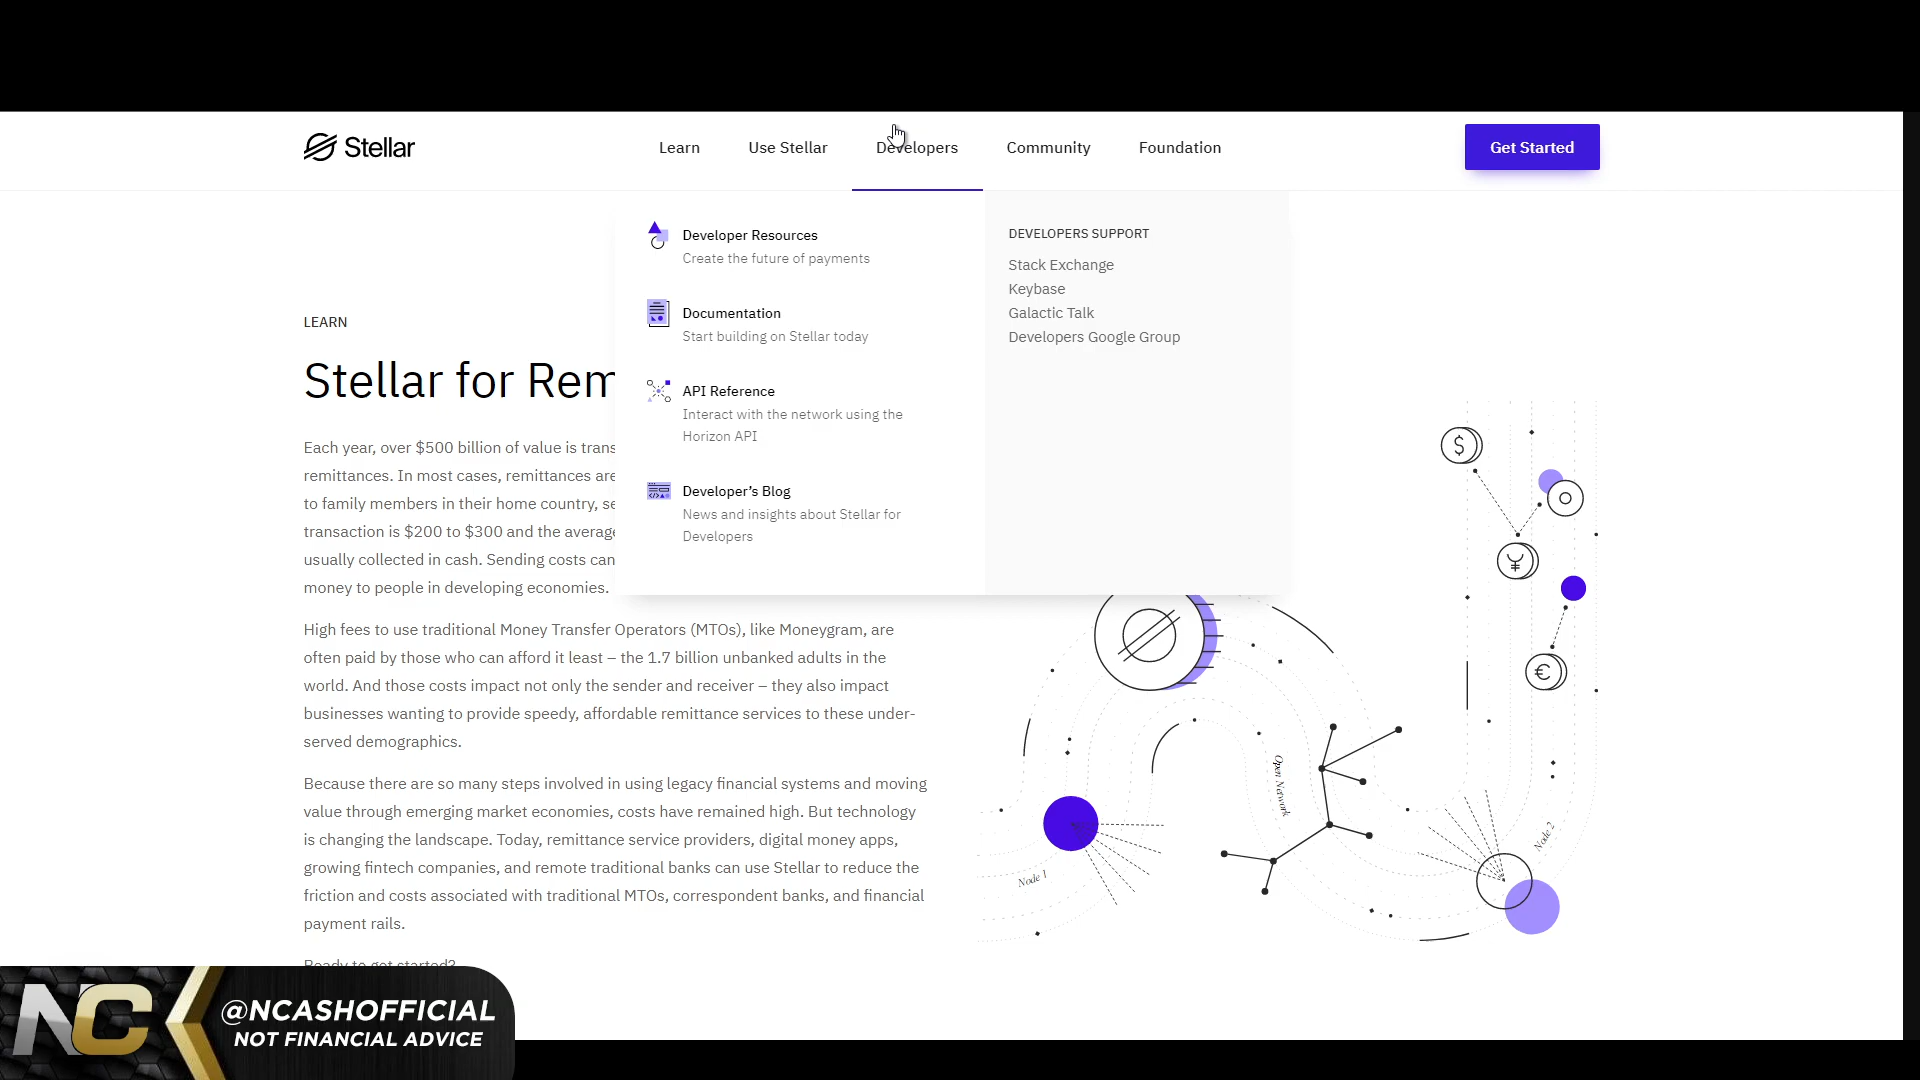 Stellar
Learn
Use Stellar
Developers
Community
Foundation
Get Started
Developer Resources
Create the future of payments
Documentation
Start building on Stellar today
API Reference
Interact with the network using the
Horizon API
Developer’s Blog
News and insights about Stellar for
Developers
DEVELOPERS SUPPORT
Stack Exchange
Keybase
Galactic Talk
Developers Google Group
LEARN
Stellar for Rem
Each year, over $500 billion of value is trans
remittances. In most cases, remittances are
to family members in their home country, se
transaction is $200 to $300 and the average
usually collected in cash. Sending costs can
money to people in developing economies.
High fees to use traditional Money Transfer Operators (MTOs), like Moneygram, are
often paid by those who can afford it least – the 1.7 billion unbanked adults in the
world. And those costs impact not only the sender and receiver – they also impact
businesses wanting to provide speedy, affordable remittance services to these under-
served demographics.
Because there are so many steps involved in using legacy financial systems and moving
value through emerging market economies, costs have remained high. But technology
is changing the landscape. Today, remittance service providers, digital money apps,
growing fintech companies, and remote traditional banks can use Stellar to reduce the
friction and costs associated with traditional MTOs, correspondent banks, and financial
payment rails.
Ready to get started?
$
¥
€
Open Network
Node 1
Node 2
NC
@NCASHOFFICIAL
NOT FINANCIAL ADVICE